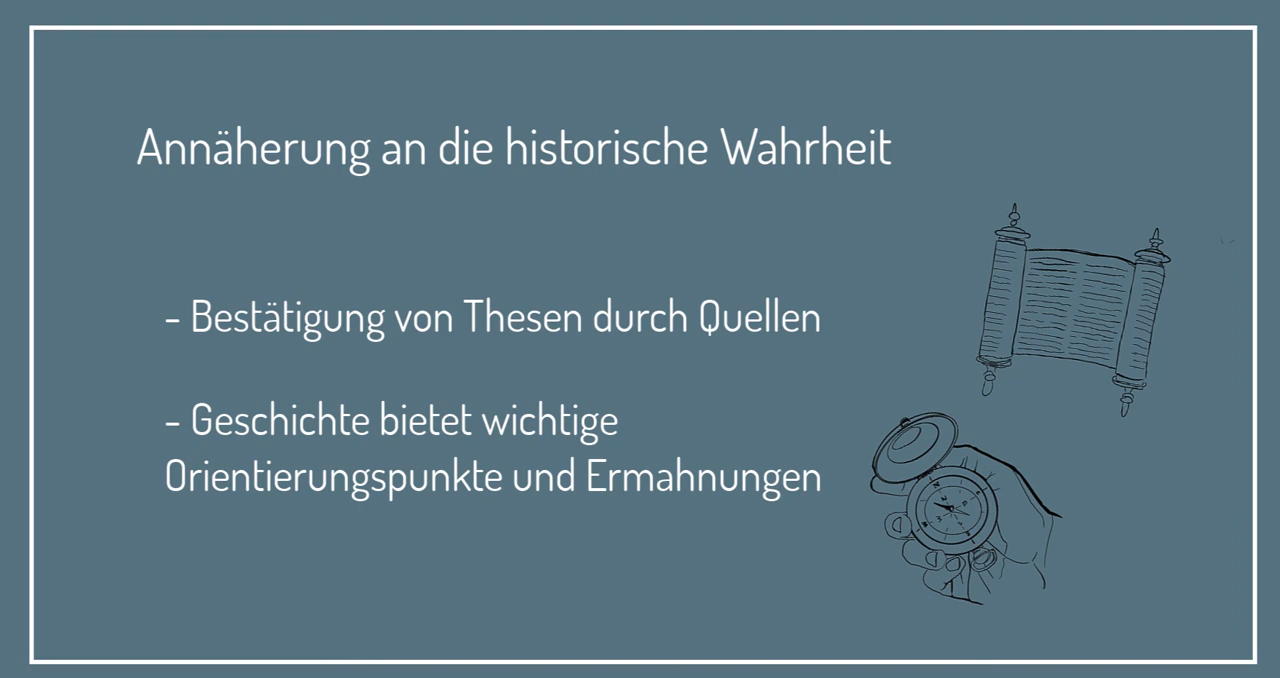 Annäherung an die historische Wahrheit
- Bestätigung von Thesen durch Quellen
- Geschichte bietet wichtige
Orientierungspunkte und Ermahnungen